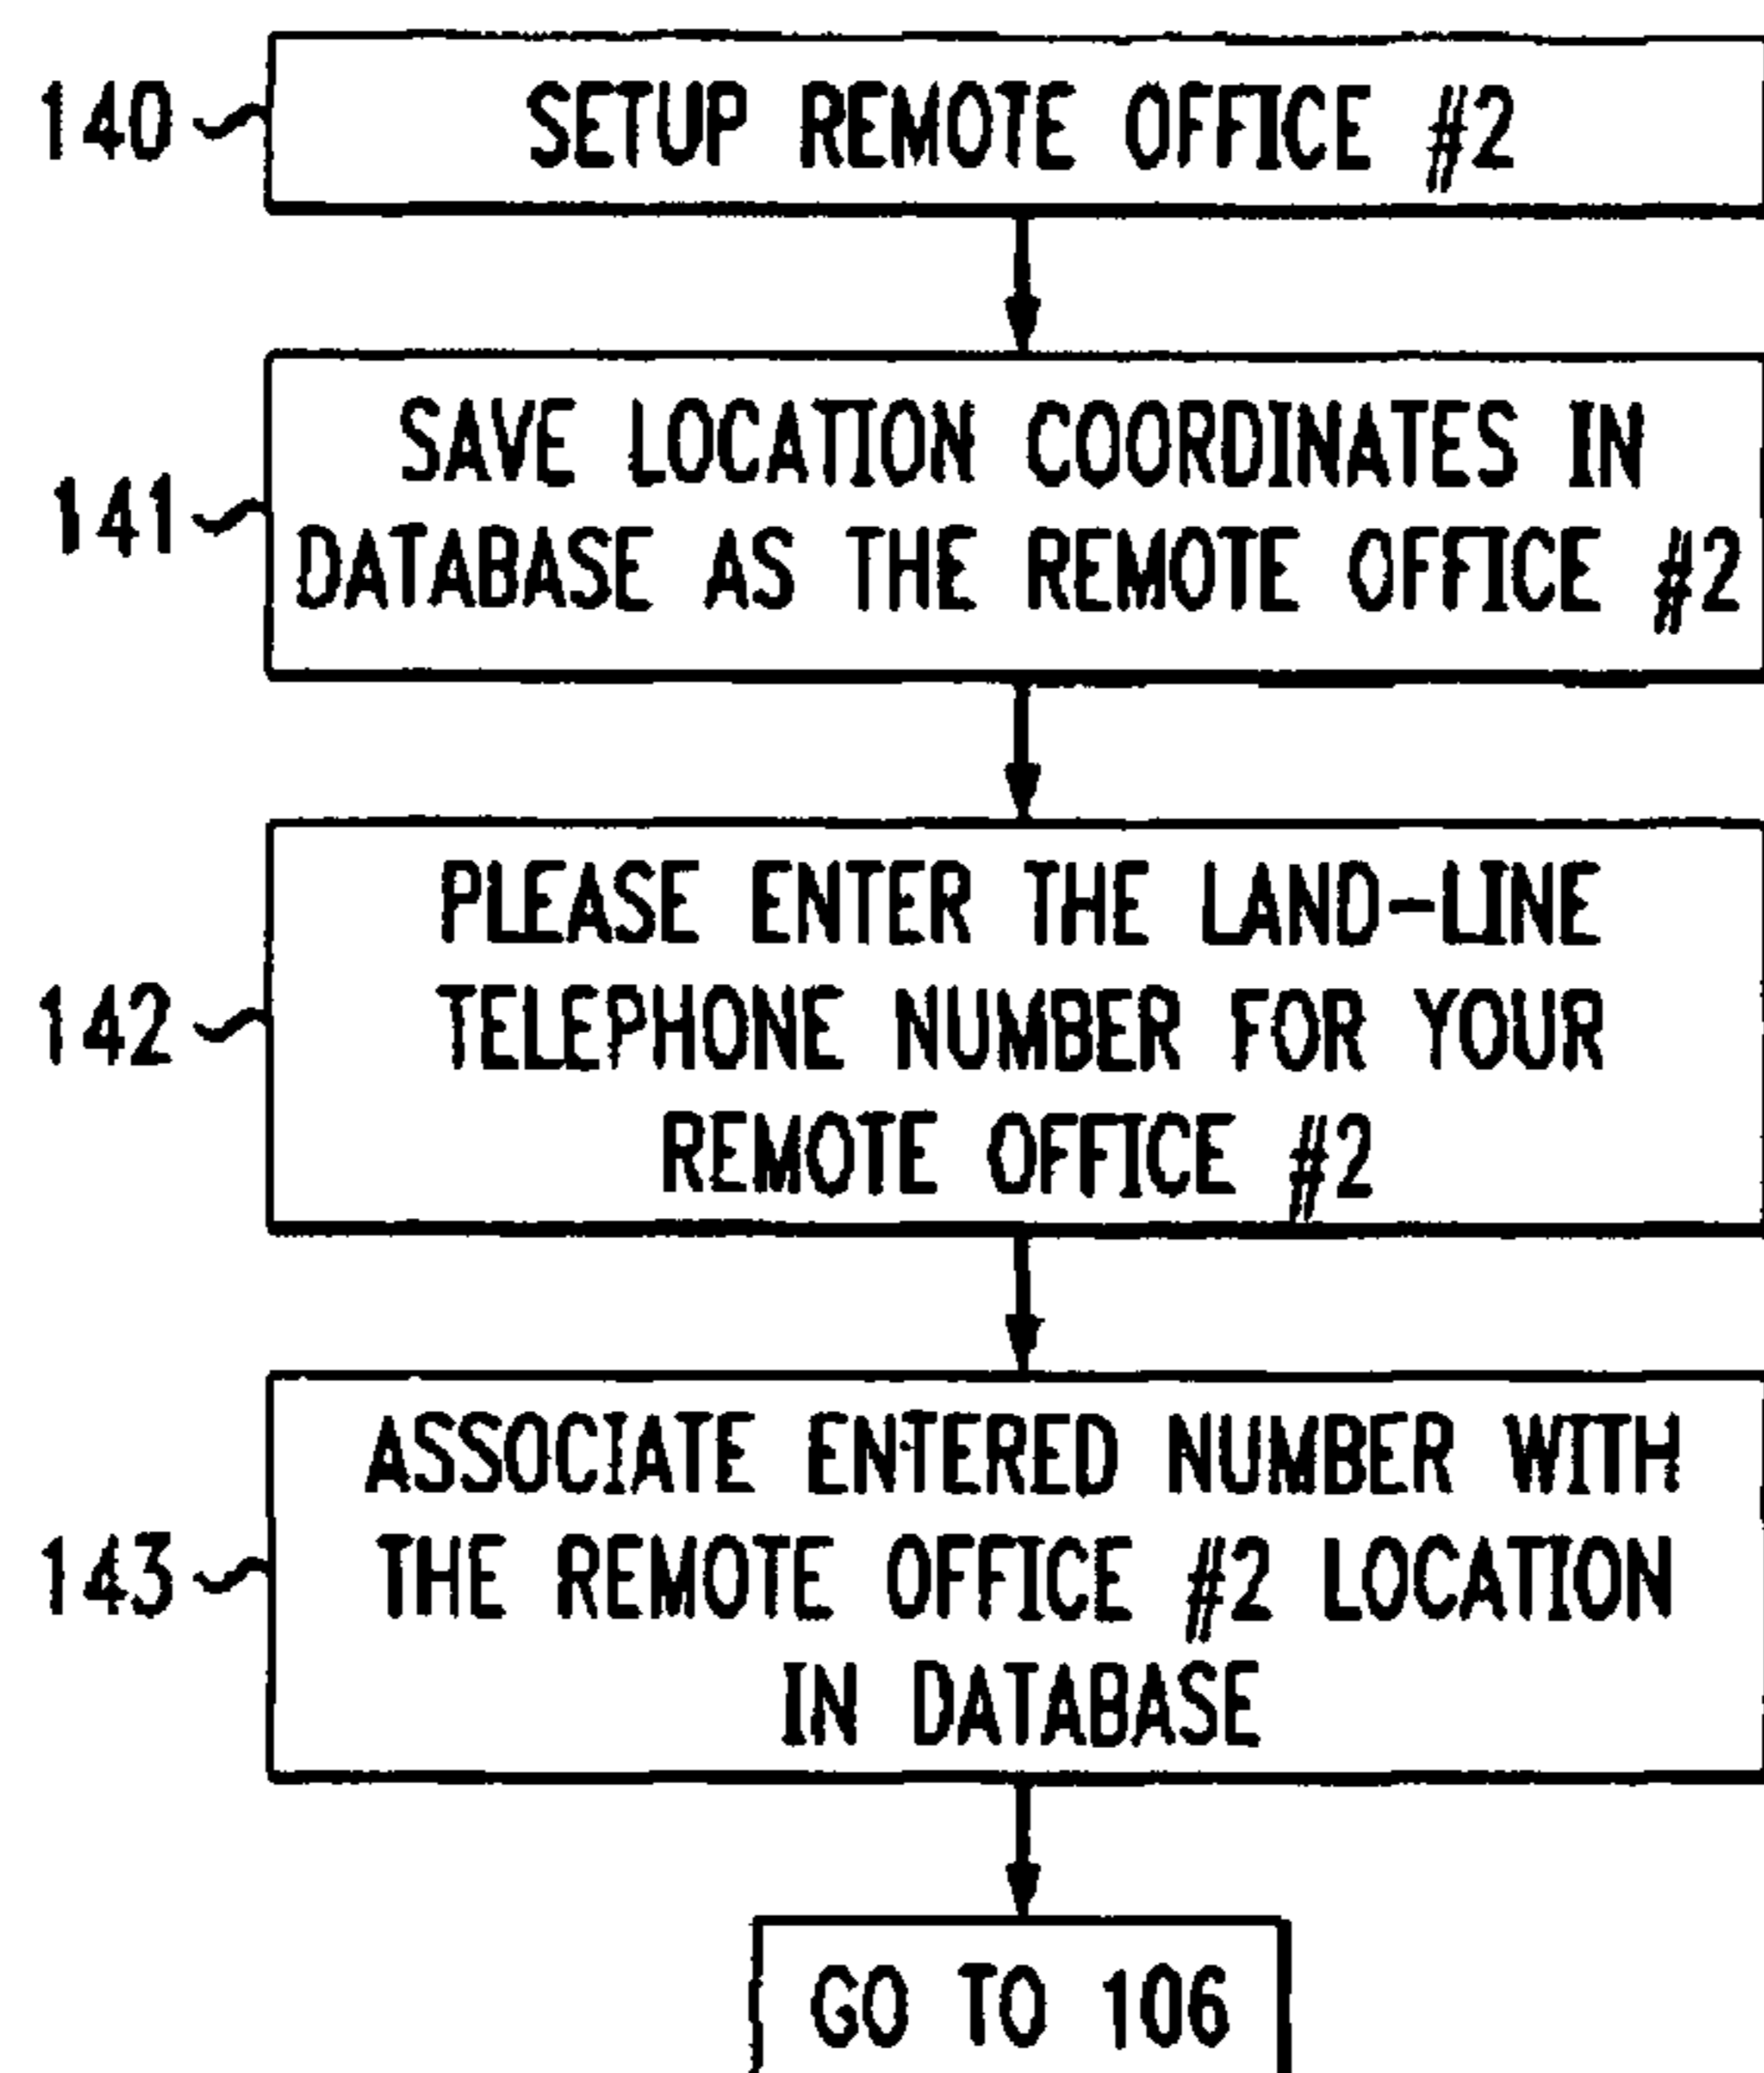 140
SETUP REMOTE OFFICE #2
141
SAVE LOCATION COORDINATES IN
DATABASE AS THE REMOTE OFFICE #2
142
PLEASE ENTER THE LAND-LINE
TELEPHONE NUMBER FOR YOUR
REMOTE OFFICE #2
143
ASSOCIATE ENTERED NUMBER WITH
THE REMOTE OFFICE #2 LOCATION
IN DATABASE
GO TO 106